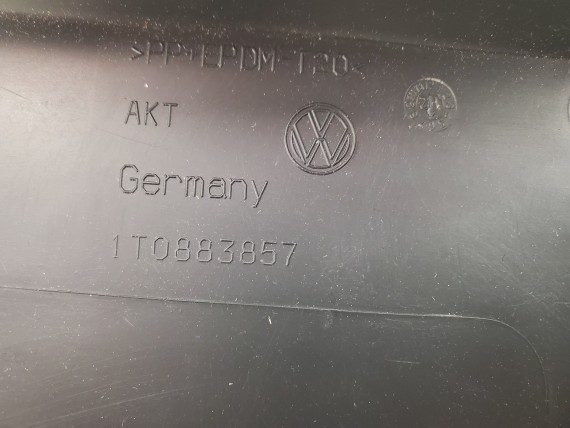 >PP+EPDM-T20<
AKT
Germany
1T0883857